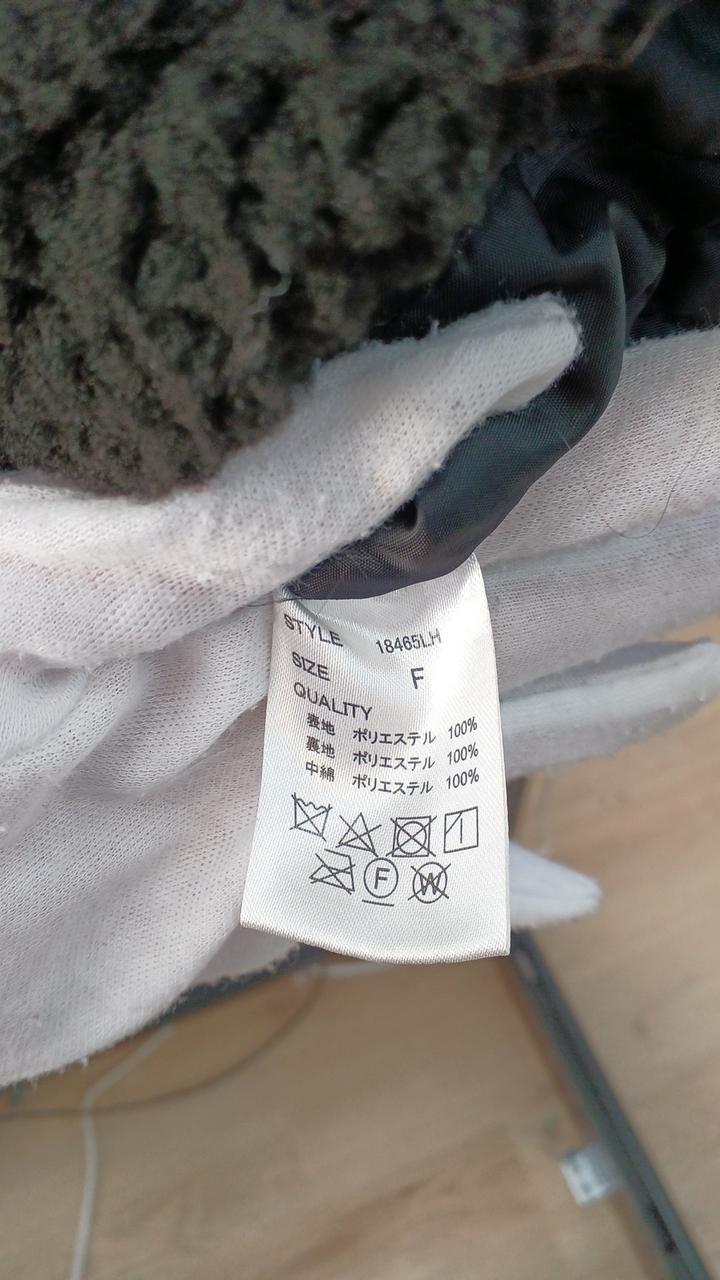 STYLE 18465LH
SIZE F
QUALITY
表地 ポリエステル 100%
裏地 ポリエステル 100%
中綿 ポリエステル 100%
F W